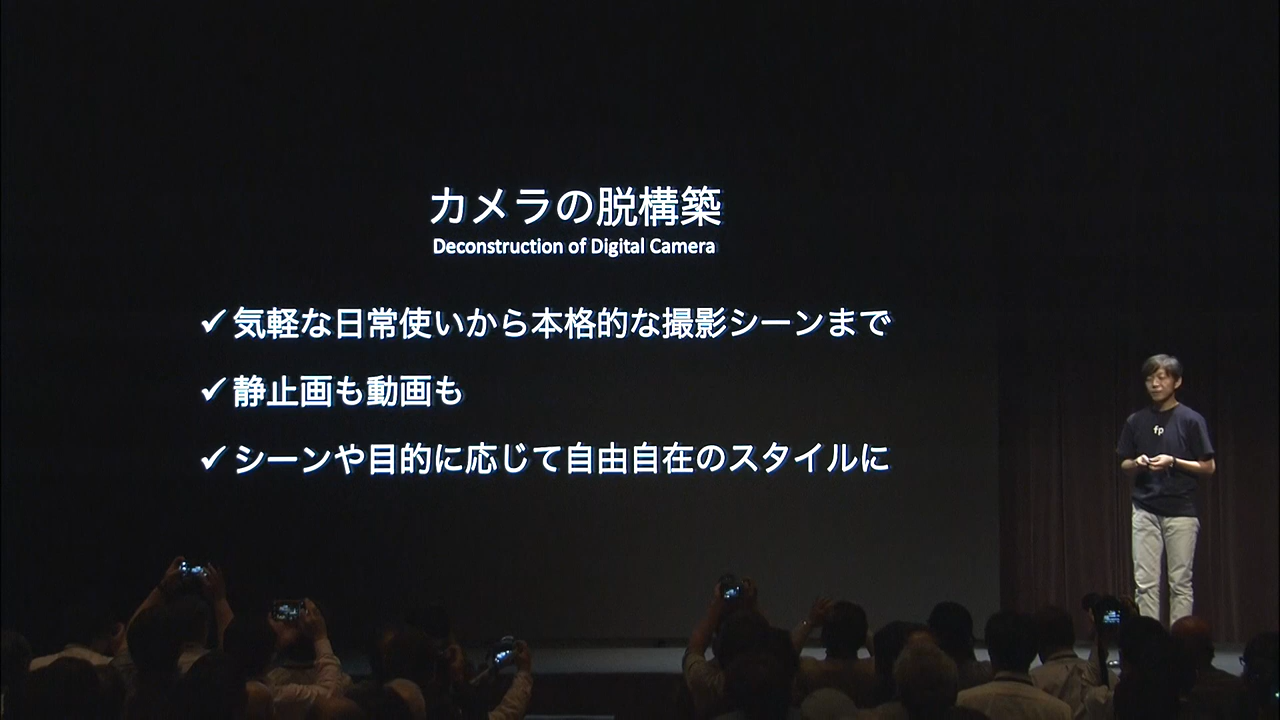 カメラの脱構築
Deconstruction of Digital Camera
✓気軽な日常使いから本格的な撮影シーンまで
✓静止画も動画も
✓シーンや目的に応じて自由自在のスタイルに
fp